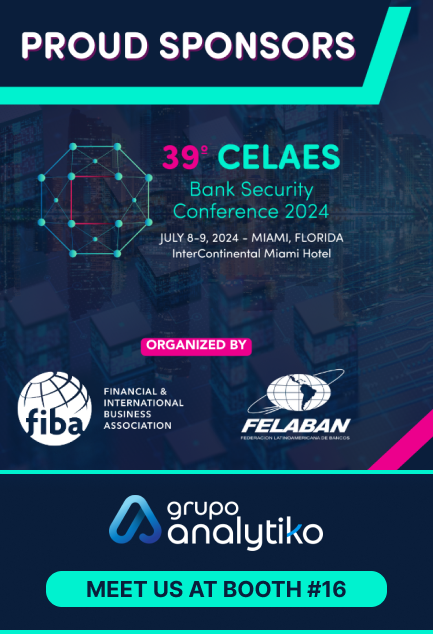 PROUD SPONSORS
39° CELAES
Bank Security
Conference 2024
JULY 8-9, 2024 - MIAMI, FLORIDA
InterContinental Miami Hotel
ORGANIZED BY
fiba
FINANCIAL &
INTERNATIONAL
BUSINESS
ASSOCIATION
FELABAN
FEDERACION LATINOAMERICANA DE BANCOS
grupo
analytiko
MEET US AT BOOTH #16